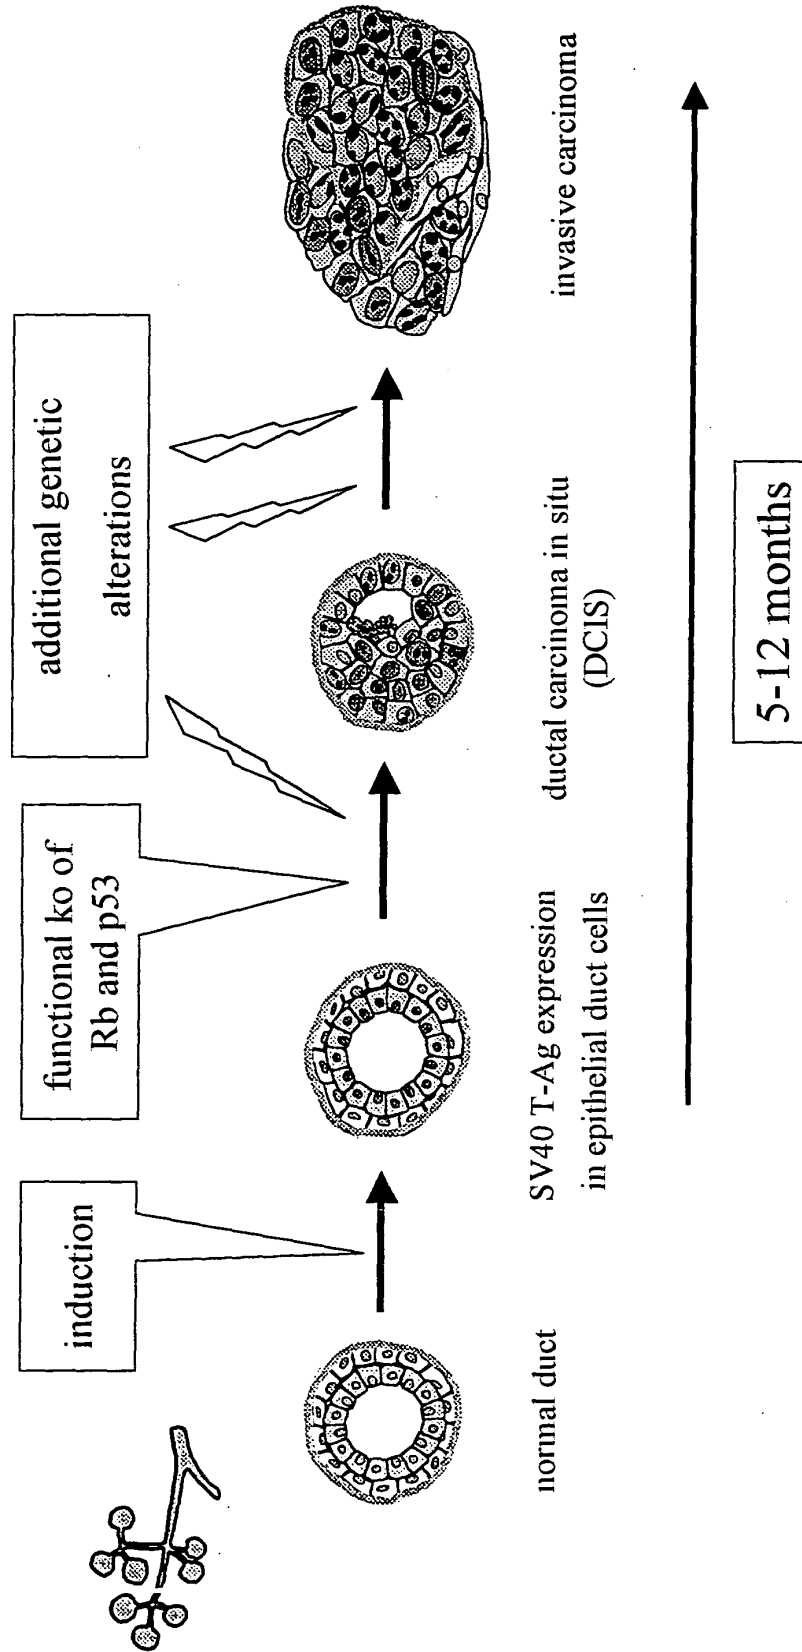 induction
functional ko of
Rb and p53
additional genetic
alterations
normal duct
SV40 T-Ag expression
in epithelial duct cells
ductal carcinoma in situ
(DCIS)
invasive carcinoma
5-12 months